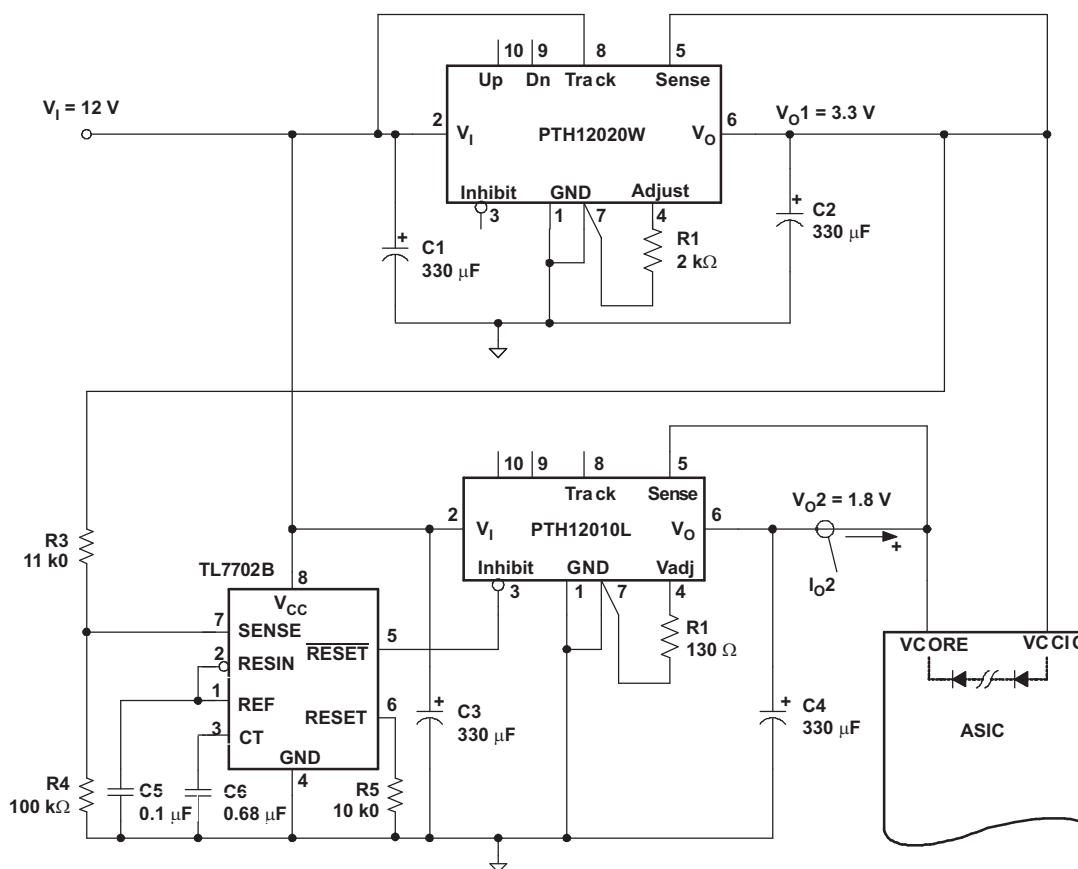 10 9 8 5
Up Dn Track Sense
V_I = 12 V
2 V_I PTH12020W V_O 6 V_O1 = 3.3 V
Inhibit GND Adjust
3 1 7 4
C1
330 μF
R1
2 kΩ
C2
330 μF
10 9 8 5
Track Sense
2 V_I PTH12010L V_O 6 V_O2 = 1.8 V
+
I_O2
Inhibit GND Vadj
3 1 7 4
R1
130 Ω
R3
11 k0
TL7702B
8
V_CC
7 SENSE
2 RESIN
1 REF
3 CT
RESET 5
RESET 6
GND
4
C3
330 μF
C4
330 μF
R4
100 kΩ
C5
0.1 μF
C6
0.68 μF
R5
10 k0
VCORE VCCIO
ASIC
+
+
+
+